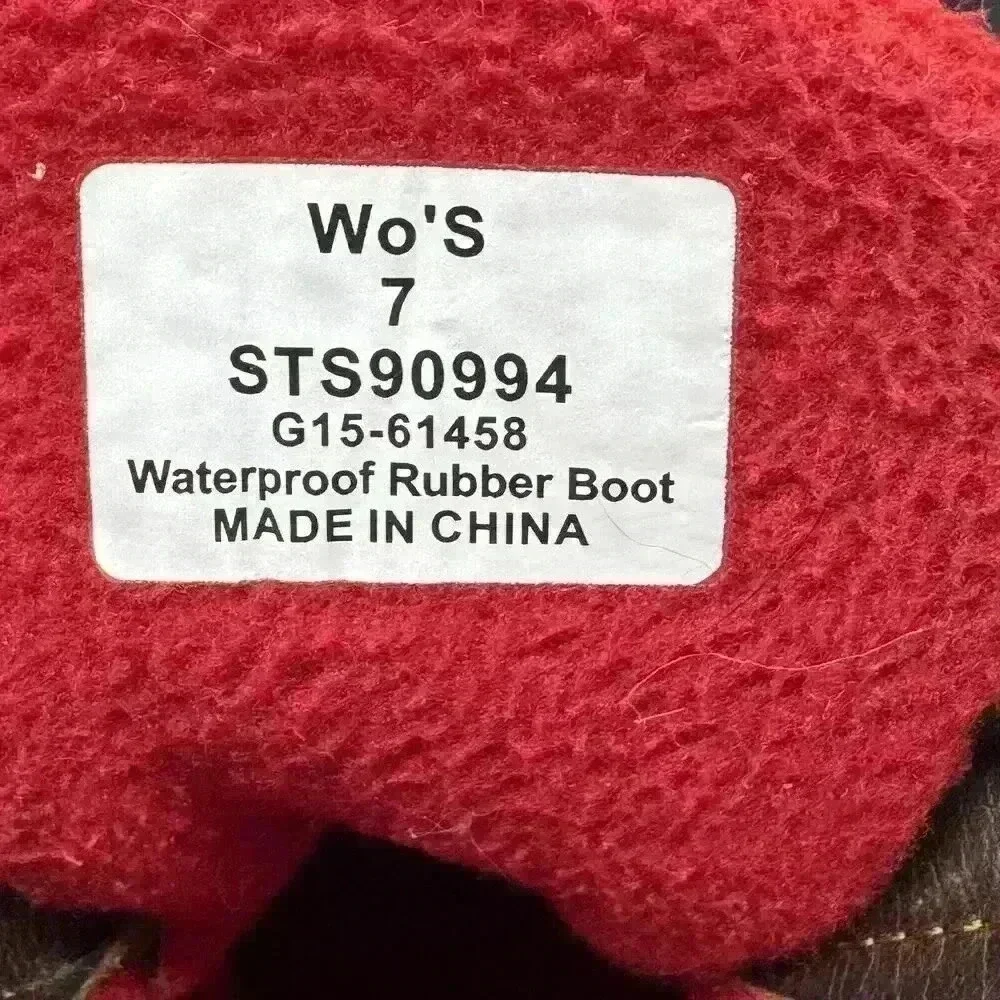 Wo'S
7
STS90994
G15-61458
Waterproof Rubber Boot
MADE IN CHINA